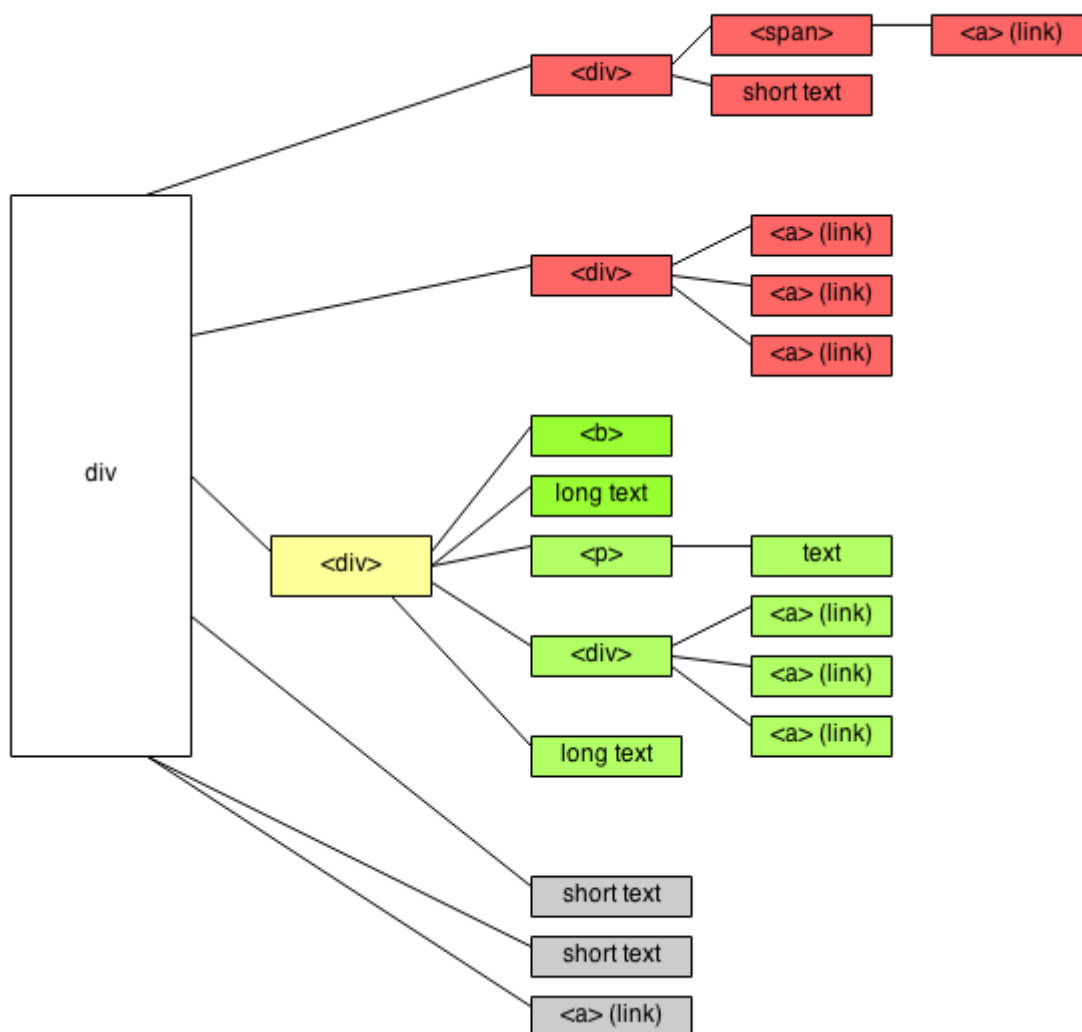 <span>
<a> (link)
<div>
short text
<a> (link)
<div>
<a> (link)
<a> (link)
<b>
div
long text
<div>
<p>
text
<a> (link)
<div>
<a> (link)
<a> (link)
long text
short text
short text
<a> (link)